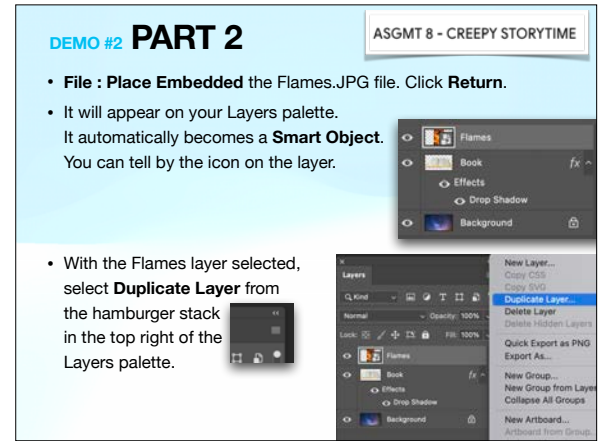 DEMO #2 PART 2
ASGMT 8 - CREEPY STORYTIME
• File : Place Embedded the Flames.JPG file. Click Return.
• It will appear on your Layers palette.
It automatically becomes a Smart Object.
You can tell by the icon on the layer.
Flames
Book fx
Effects
Drop Shadow
Background
• With the Flames layer selected,
select Duplicate Layer from
the hamburger stack
in the top right of the
Layers palette.
Layers
Kind
Normal Opacity: 100%
Lock: Fill: 100%
Flames
Book fx
Effects
Drop Shadow
Background
New Layer...
Copy CSS
Copy SVG
Duplicate Layer...
Delete Layer
Delete Hidden Layers
Quick Export as PNG
Export As...
New Group...
New Group from Layer
Collapse All Groups
New Artboard...
Artboard from Group